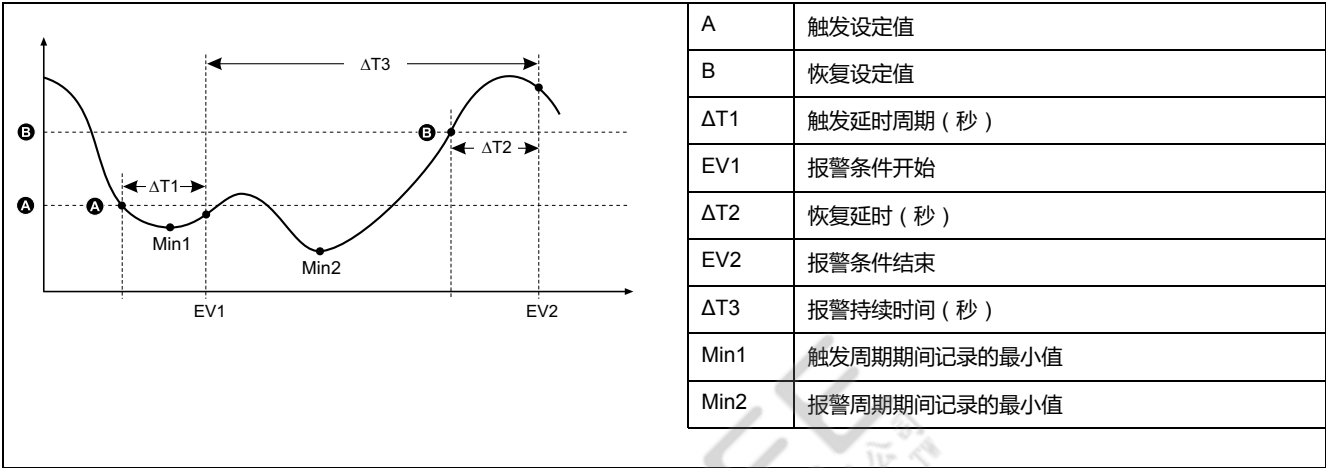 ΔT3
B
B
ΔT2
ΔT1
A
A
Min1
Min2
EV1
EV2
A 触发设定值
B 恢复设定值
ΔT1 触发延时周期（秒）
EV1 报警条件开始
ΔT2 恢复延时（秒）
EV2 报警条件结束
ΔT3 报警持续时间（秒）
Min1 触发周期期间记录的最小值
Min2 报警周期期间记录的最小值